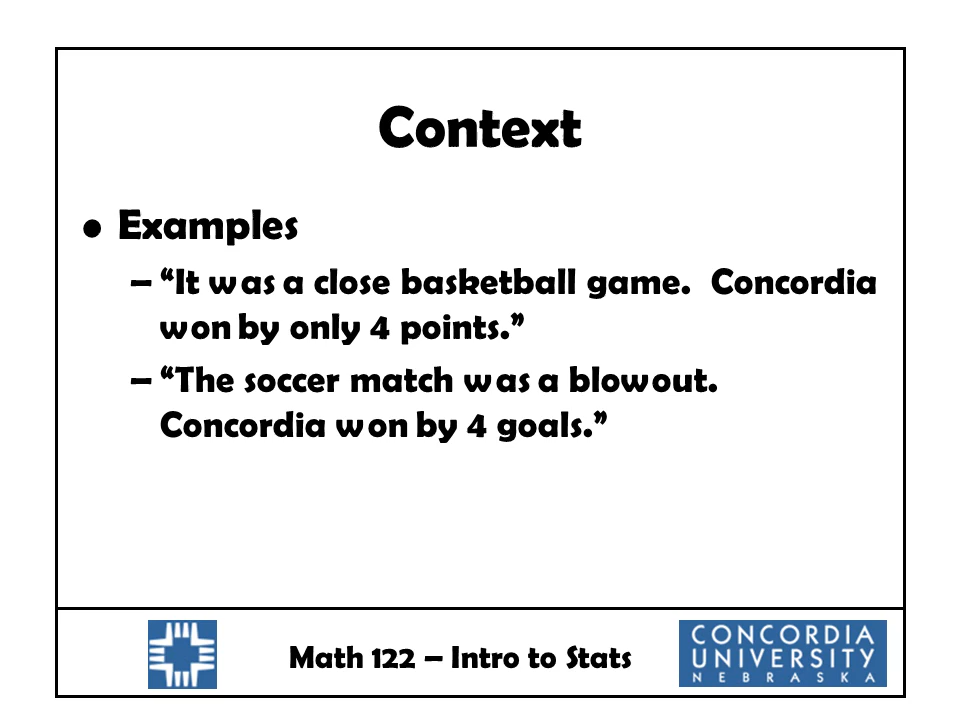 Context
• Examples
– “It was a close basketball game. Concordia
won by only 4 points.”
– “The soccer match was a blowout.
Concordia won by 4 goals.”
Math 122 – Intro to Stats
CONCORDIA
UNIVERSITY
NEBRASKA